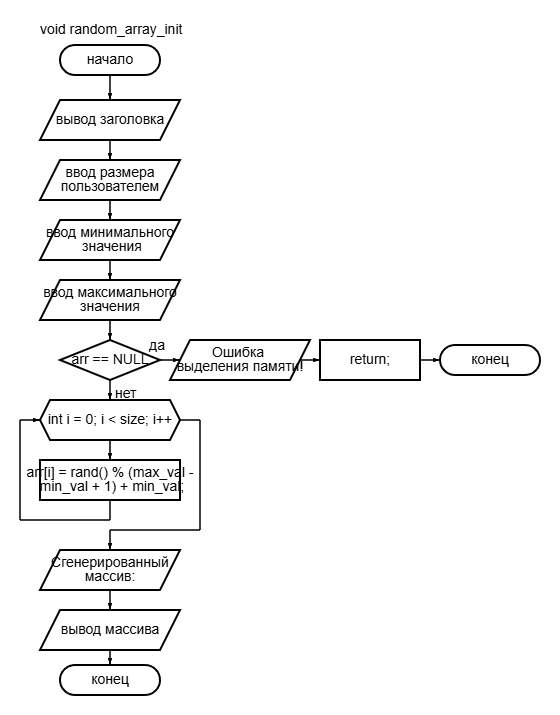 void random_array_init
начало
вывод заголовка
ввод размера
пользователем
ввод минимального
значения
ввод максимального
значения
да
arr == NULL
Ошибка
выделения памяти!
return;
конец
нет
int i = 0; i < size; i++
arr[i] = rand() % (max_val -
min_val + 1) + min_val;
Сгенерированный
массив:
вывод массива
конец